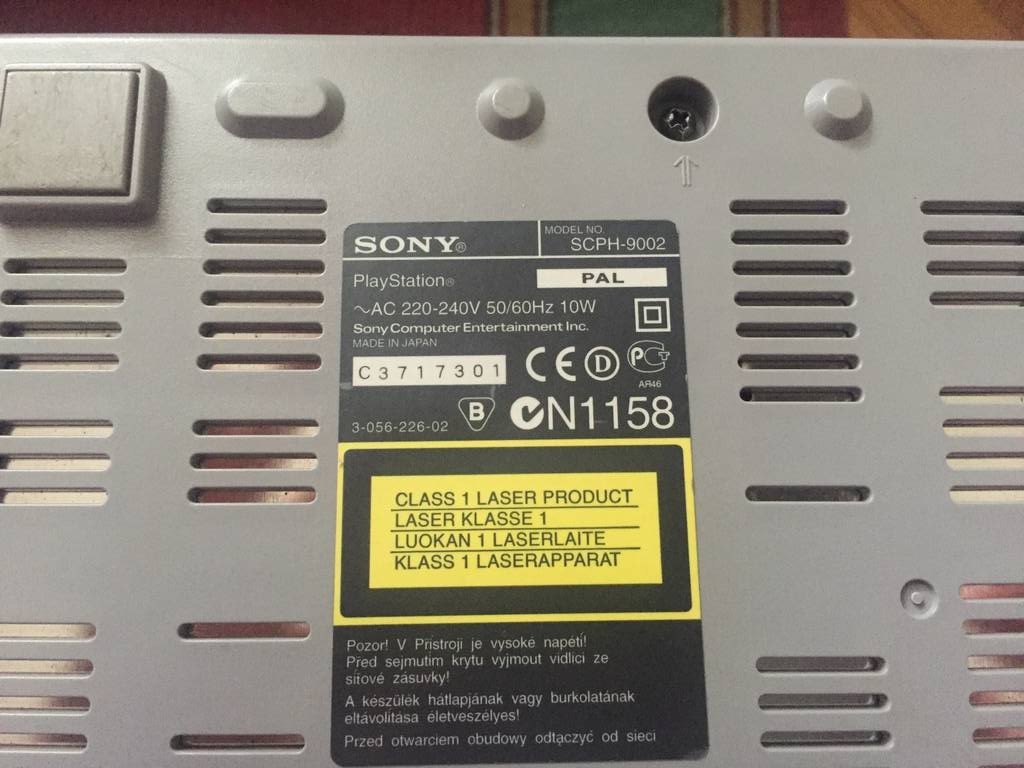 SONY®
MODEL NO.
SCPH-9002
PlayStation®
PAL
~AC 220-240V 50/60Hz 10W
Sony Computer Entertainment Inc.
MADE IN JAPAN
C3717301
CE D PCT
АЯ46
3-056-226-02
B
N1158
CLASS 1 LASER PRODUCT
LASER KLASSE 1
LUOKAN 1 LASERLAITE
KLASS 1 LASERAPPARAT
Pozor! V Přístroji je vysoké napětí!
Před sejmutím krytu vyjmout vidlici ze
síťové zásuvky!
A készülék hátlapjának vagy burkolatának
eltávolítása életveszélyes!
Przed otwarciem obudowy odtączyć od sieci